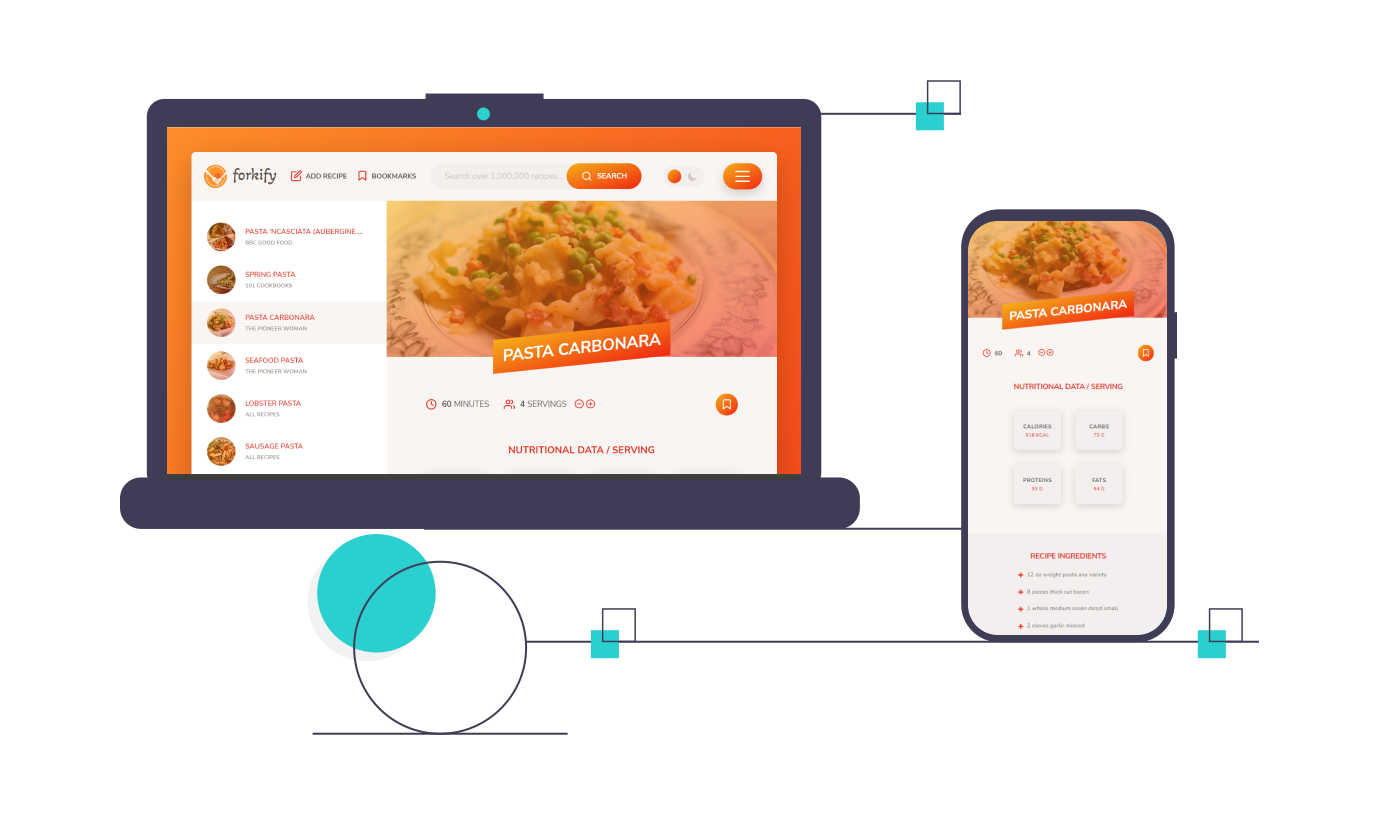 forkify
ADD RECIPE
BOOKMARKS
Search over 1,000,000 recipes...
SEARCH
PASTA 'NCASCIATA (AUBERGINE ...
BBC GOOD FOOD
SPRING PASTA
101 COOKBOOKS
PASTA CARBONARA
THE PIONEER WOMAN
SEAFOOD PASTA
THE PIONEER WOMAN
LOBSTER PASTA
ALL RECIPES
SAUSAGE PASTA
ALL RECIPES
PASTA CARBONARA
60 MINUTES
4 SERVINGS
NUTRITIONAL DATA / SERVING
PASTA CARBONARA
60
4
NUTRITIONAL DATA / SERVING
CALORIES
CARBS
918 KCAL
73 G
PROTEINS
FATS
33 G
54 G
RECIPE INGREDIENTS
12 oz weight pasta any variety
8 pieces thick cut bacon
1 whole medium onion diced small
2 cloves garlic minced